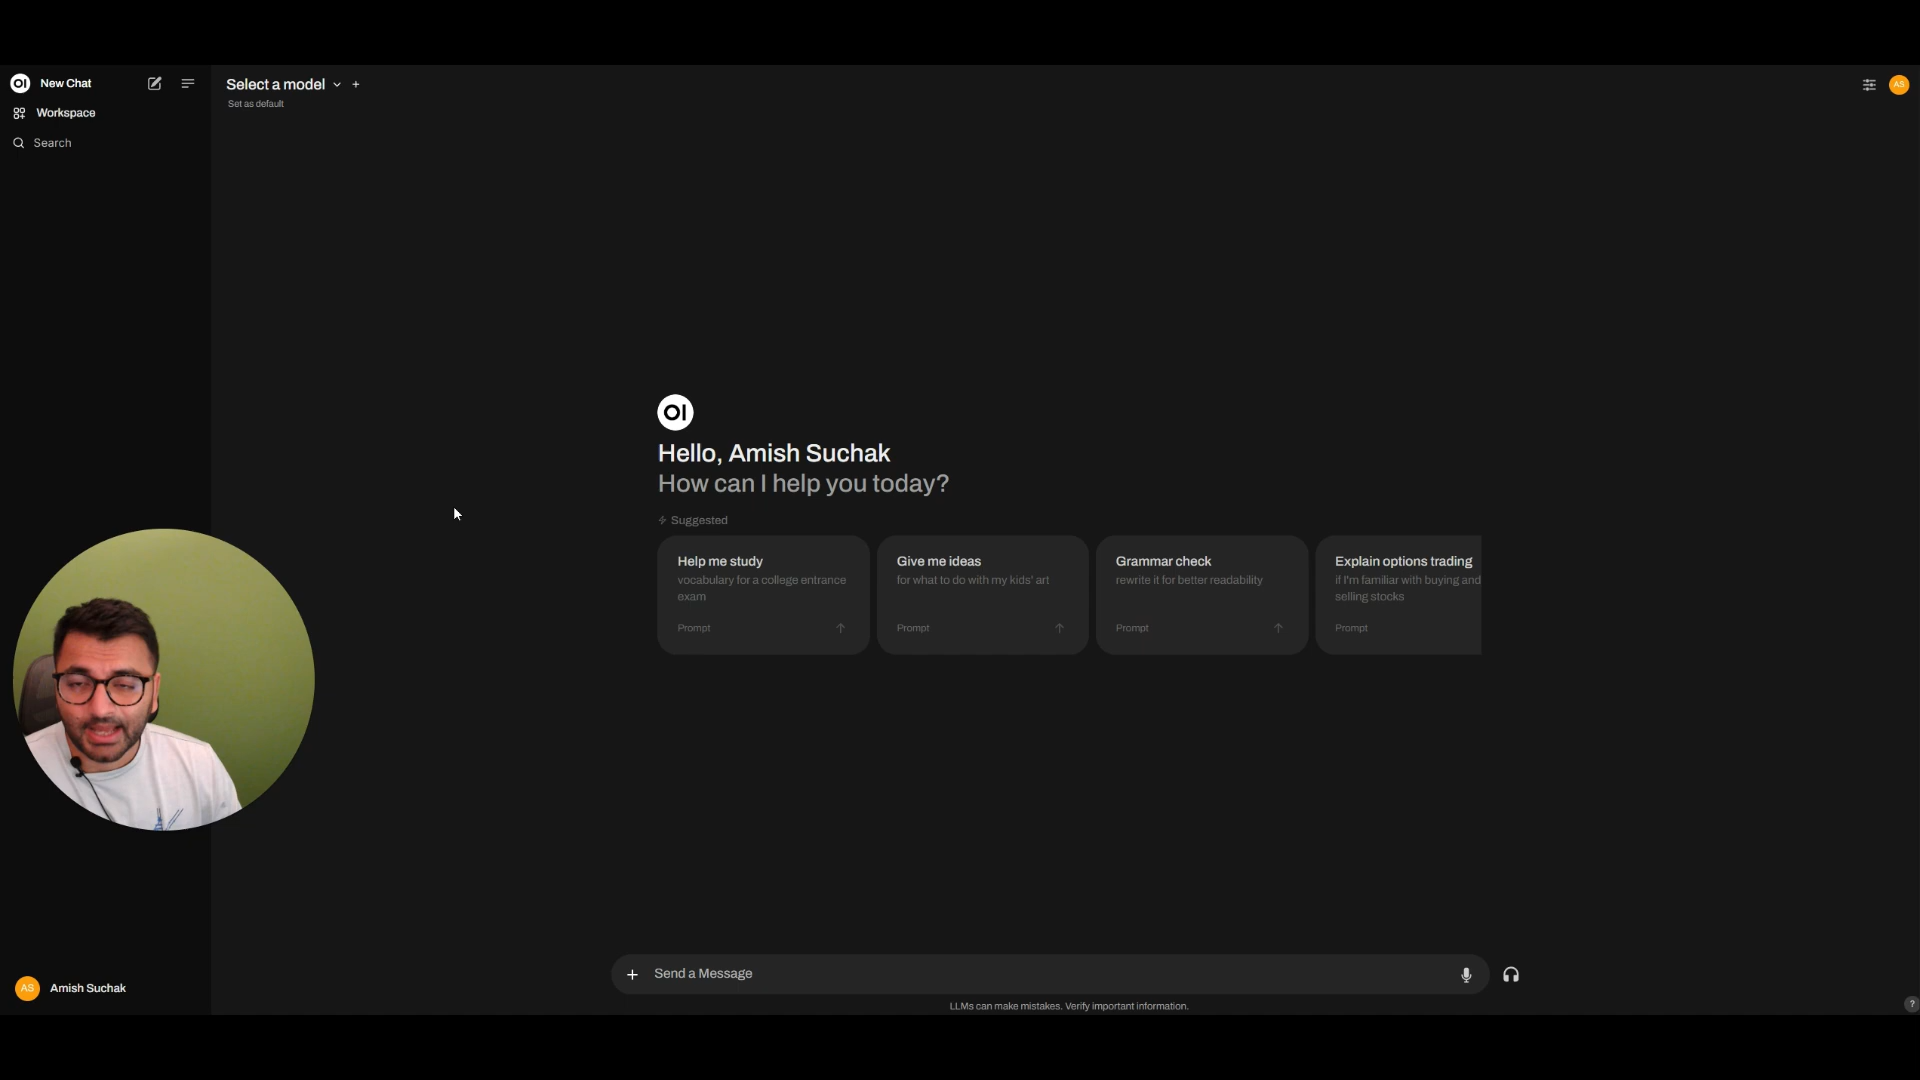 OI New Chat
Workspace
Search
Select a model
Set as default
AS
OI
Hello, Amish Suchak
How can I help you today?
Suggested
Help me study
vocabulary for a college entrance
exam
Prompt
Give me ideas
for what to do with my kids' art
Prompt
Grammar check
rewrite it for better readability
Prompt
Explain options trading
if I'm familiar with buying and
selling stocks
Prompt
Send a Message
AS Amish Suchak
LLMs can make mistakes. Verify important information.
?